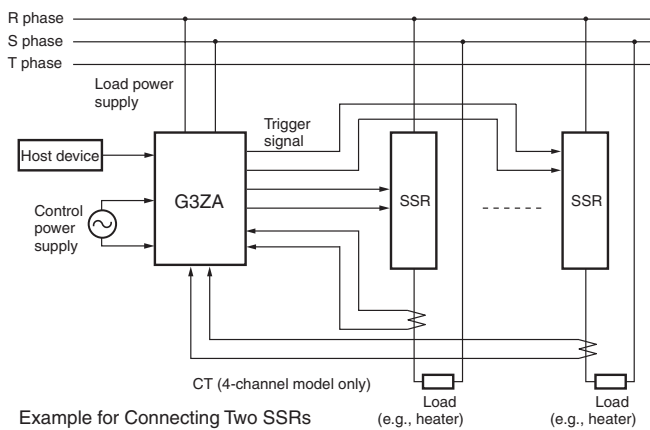 R phase
S phase
T phase
Load power
supply
Trigger
signal
Host device
G3ZA
SSR
SSR
Control
power
supply
CT (4-channel model only)
Load
(e.g., heater)
Load
(e.g., heater)
Example for Connecting Two SSRs